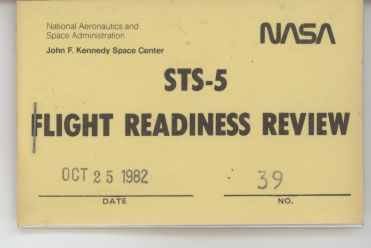 National Aeronautics and
Space Administration
John F. Kennedy Space Center
NASA
STS-5
FLIGHT READINESS REVIEW
OCT 25 1982
39
DATE
NO.